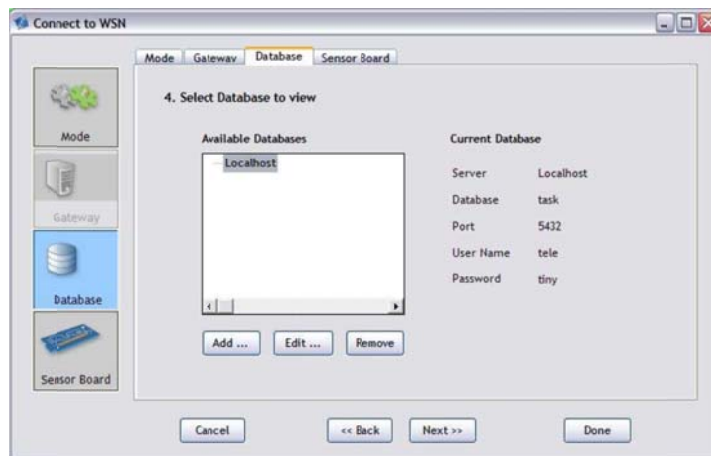 Connect to WSN
Mode Gateway Database Sensor Board
4. Select Database to view
Mode
Gateway
Database
Sensor Board
Available Databases
Localhost
Add ... Edit ... Remove
Current Database
Server Localhost
Database task
Port 5432
User Name tele
Password tiny
Cancel << Back Next >> Done